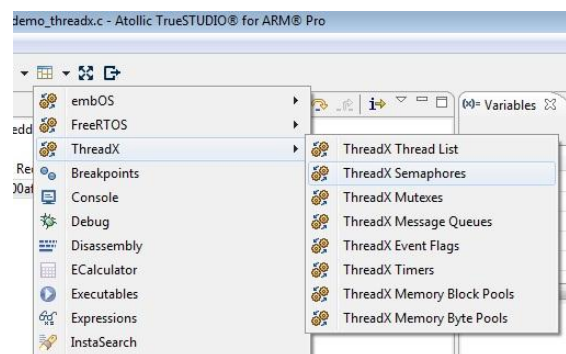 demo_threadx.c - Atollic TrueSTUDIO® for ARM® Pro
embOS
FreeRTOS
ThreadX
Breakpoints
Console
Debug
Disassembly
ECalculator
Executables
Expressions
InstaSearch
(x)= Variables
ThreadX Thread List
ThreadX Semaphores
ThreadX Mutexes
ThreadX Message Queues
ThreadX Event Flags
ThreadX Timers
ThreadX Memory Block Pools
ThreadX Memory Byte Pools